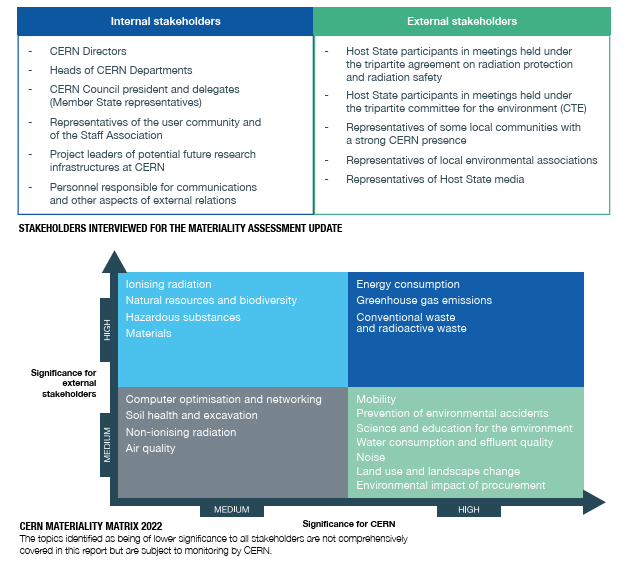 Internal stakeholders
- CERN Directors
- Heads of CERN Departments
- CERN Council president and delegates
(Member State representatives)
- Representatives of the user community and
of the Staff Association
- Project leaders of potential future research
infrastructures at CERN
- Personnel responsible for communications
and other aspects of external relations
External stakeholders
- Host State participants in meetings held under
the tripartite agreement on radiation protection
and radiation safety
- Host State participants in meetings held under
the tripartite committee for the environment (CTE)
- Representatives of some local communities with
a strong CERN presence
- Representatives of local environmental associations
- Representatives of Host State media
STAKEHOLDERS INTERVIEWED FOR THE MATERIALITY ASSESSMENT UPDATE
Significance for
external
stakeholders
HIGH
MEDIUM
Ionising radiation
Natural resources and biodiversity
Hazardous substances
Materials
Energy consumption
Greenhouse gas emissions
Conventional waste
and radioactive waste
Computer optimisation and networking
Soil health and excavation
Non-ionising radiation
Air quality
Mobility
Prevention of environmental accidents
Science and education for the environment
Water consumption and effluent quality
Noise
Land use and landscape change
Environmental impact of procurement
MEDIUM
HIGH
Significance for CERN
CERN MATERIALITY MATRIX 2022
The topics identified as being of lower significance to all stakeholders are not comprehensively
covered in this report but are subject to monitoring by CERN.